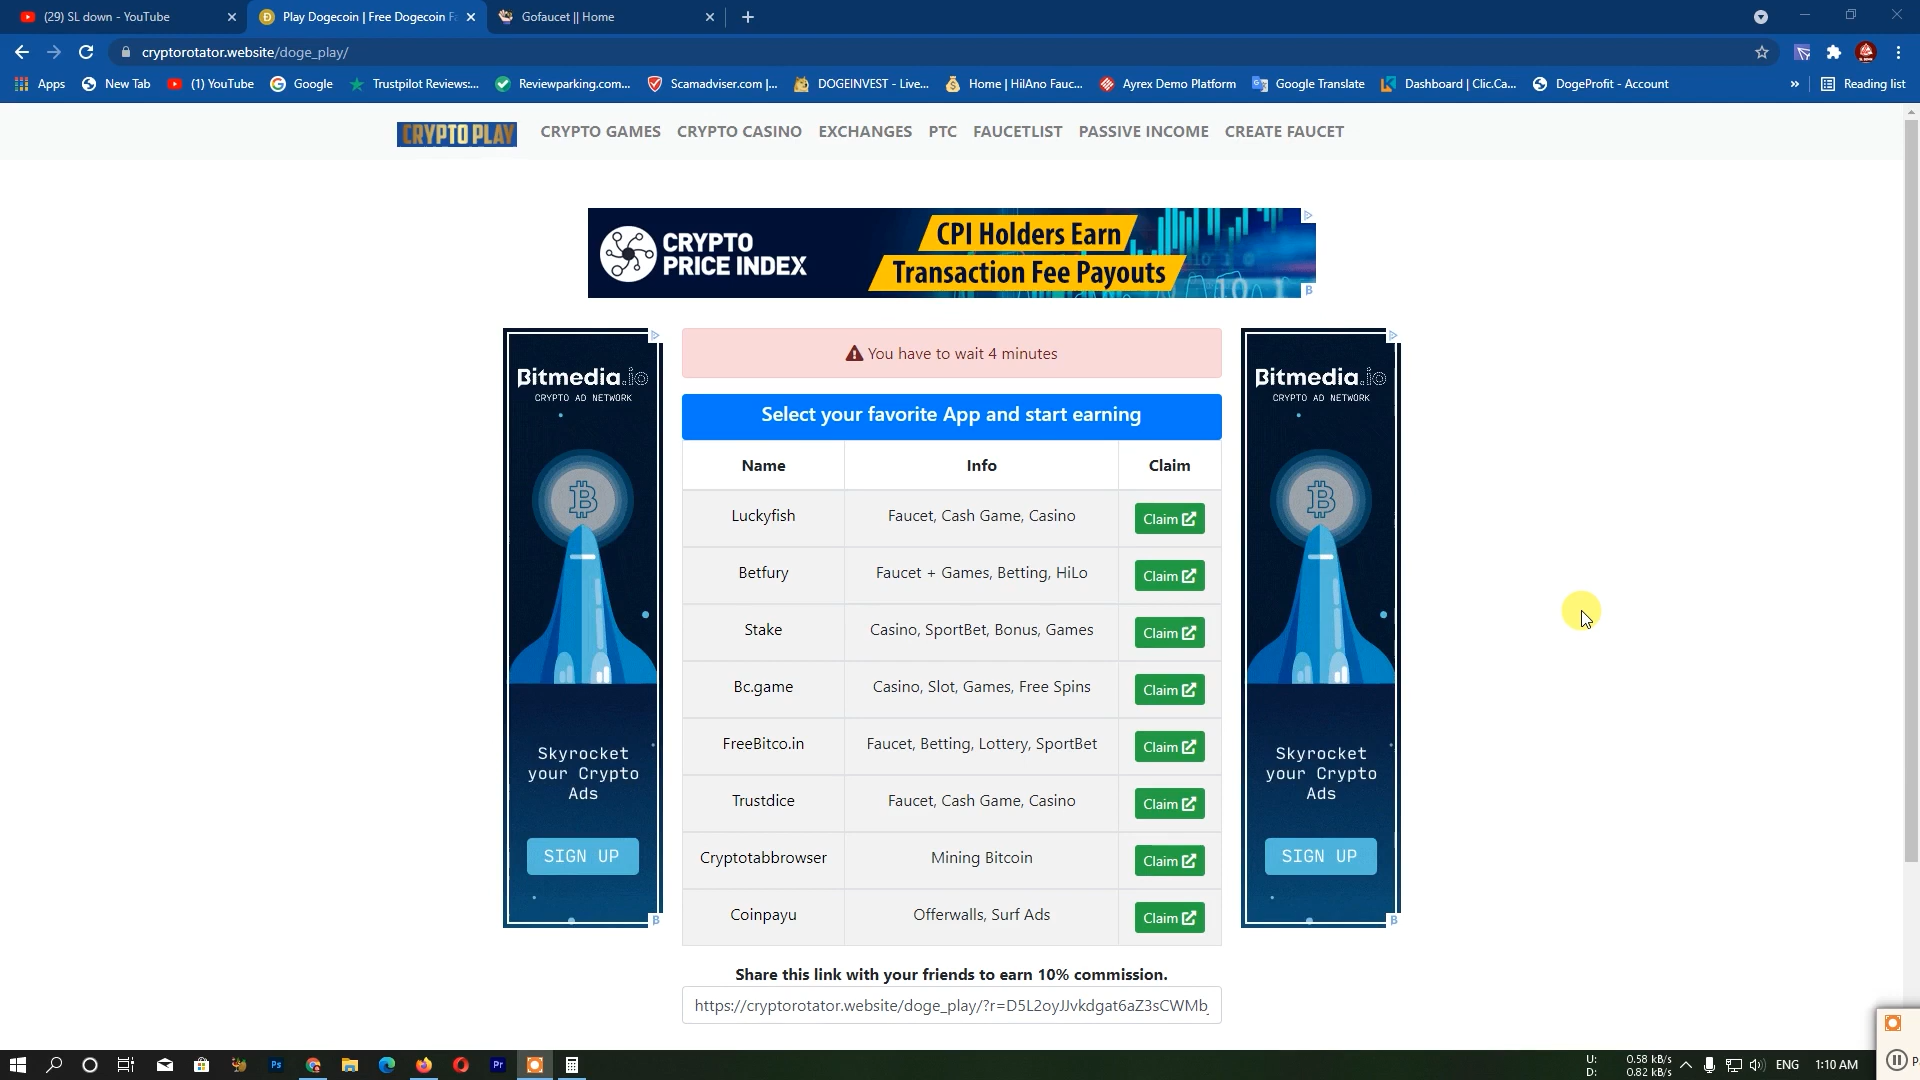 (29) SL down - YouTube
Play Dogecoin | Free Dogecoin Fa
Gofaucet || Home
cryptorotator.website/doge_play/
Apps
New Tab
(1) YouTube
Google
Trustpilot Reviews:...
Reviewparking.com...
Scamadviser.com |...
DOGEINVEST - Live...
Home | HilAno Fauc...
Ayrex Demo Platform
Google Translate
Dashboard | Clic.Ca...
DogeProfit - Account
»
Reading list
CRYPTO PLAY
CRYPTO GAMES
CRYPTO CASINO
EXCHANGES
PTC
FAUCETLIST
PASSIVE INCOME
CREATE FAUCET
CRYPTO
PRICE INDEX
CPI Holders Earn
Transaction Fee Payouts
Bitmedia.io
CRYPTO AD NETWORK
Skyrocket
your Crypto
Ads
SIGN UP
You have to wait 4 minutes
Select your favorite App and start earning
Name Info Claim
Luckyfish Faucet, Cash Game, Casino Claim
Betfury Faucet + Games, Betting, HiLo Claim
Stake Casino, SportBet, Bonus, Games Claim
Bc.game Casino, Slot, Games, Free Spins Claim
FreeBitco.in Faucet, Betting, Lottery, SportBet Claim
Trustdice Faucet, Cash Game, Casino Claim
Cryptotabbrowser Mining Bitcoin Claim
Coinpayu Offerwalls, Surf Ads Claim
Share this link with your friends to earn 10% commission.
https://cryptorotator.website/doge_play/?r=D5L2oyJJvkdgat6aZ3sCWMb
Bitmedia.io
CRYPTO AD NETWORK
Skyrocket
your Crypto
Ads
SIGN UP
Ps
Pr
U: 0.58 kB/s
D: 0.82 kB/s
ENG
1:10 AM
P